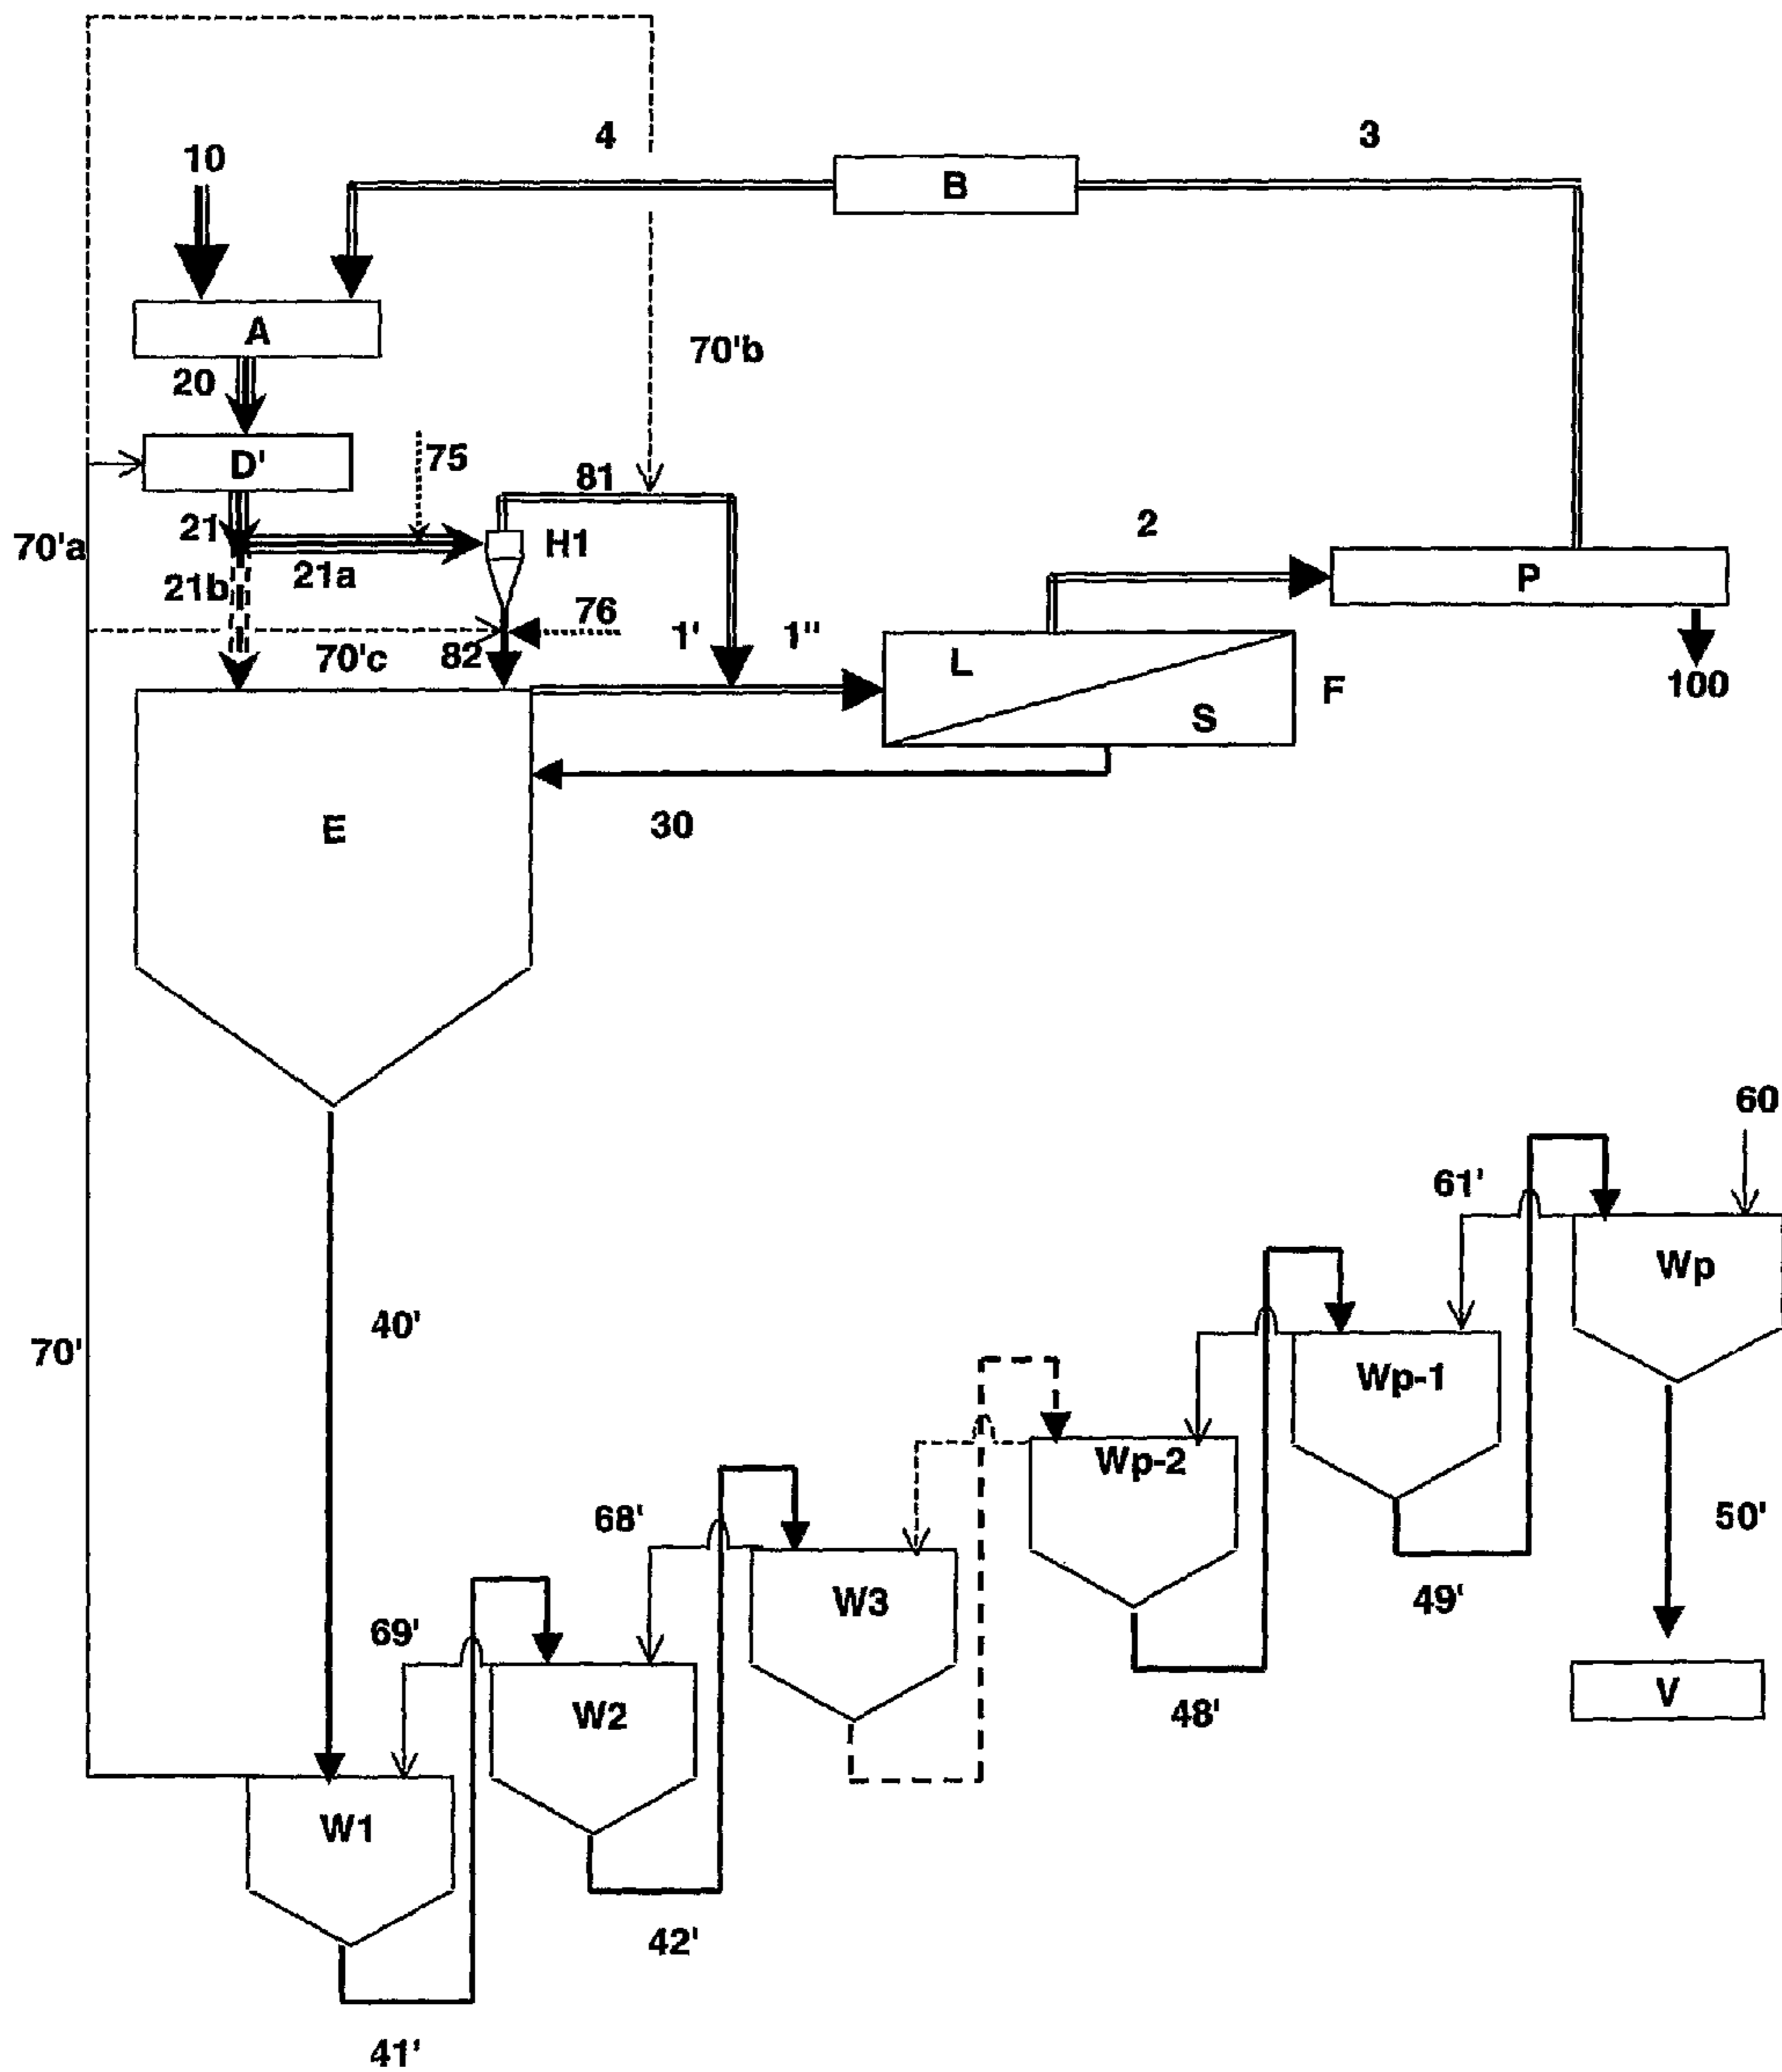 4
3
10
B
A
70'b
20
D'
75
81
21
70'a
H1
2
21a
21b
P
76
1'
1"
70'c
82
L
F
100
S
30
E
60
61'
Wp
40'
70'
Wp-1
Wp-2
68'
50'
49'
W3
69'
V
48'
W2
W1
42'
41'